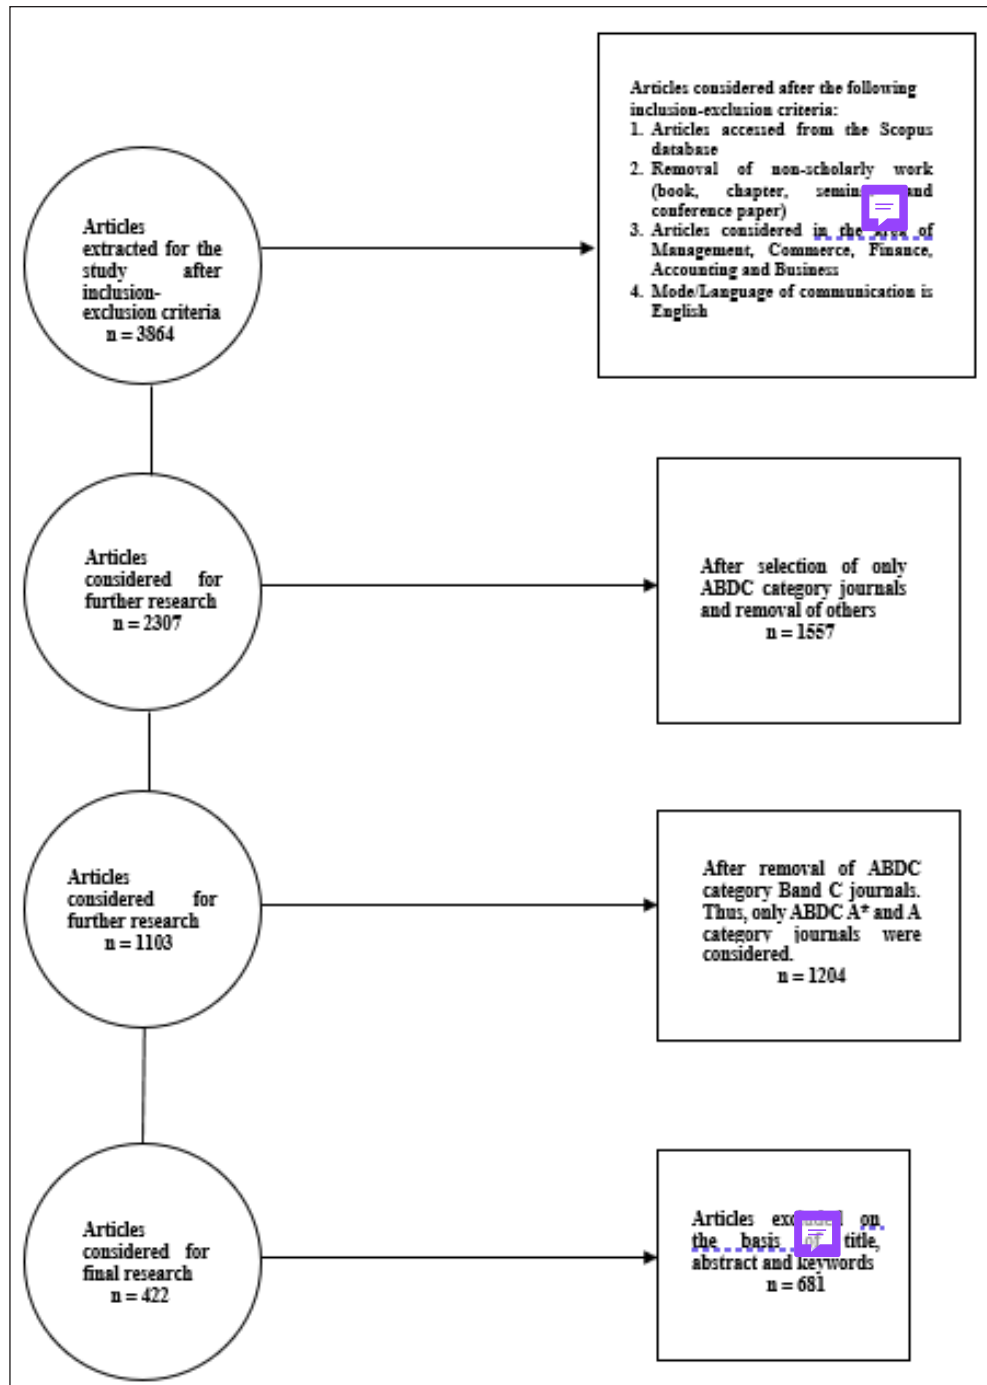 Articles considered after the following
inclusion-exclusion criteria:
1. Articles accessed from the Scopus
database
2. Removal of non-scholarly work
(book, chapter, and
conference paper)
3. Articles considered in the area of
Management, Commerce, Finance,
Accounting and Business
4. Mode/Language of communication is
English
Articles
extracted for the
study after
inclusion-
exclusion criteria
n = 3864
Articles
considered for
further research
n = 2307
After selection of only
ABDC category journals
and removal of others
n = 1557
Articles
considered for
further research
n = 1103
After removal of ABDC
category Band C journals.
Thus, only ABDC A* and A
category journals were
considered.
n = 1204
Articles
considered for
final research
n = 422
Articles excluded on
the basis of title,
abstract and keywords
n = 681